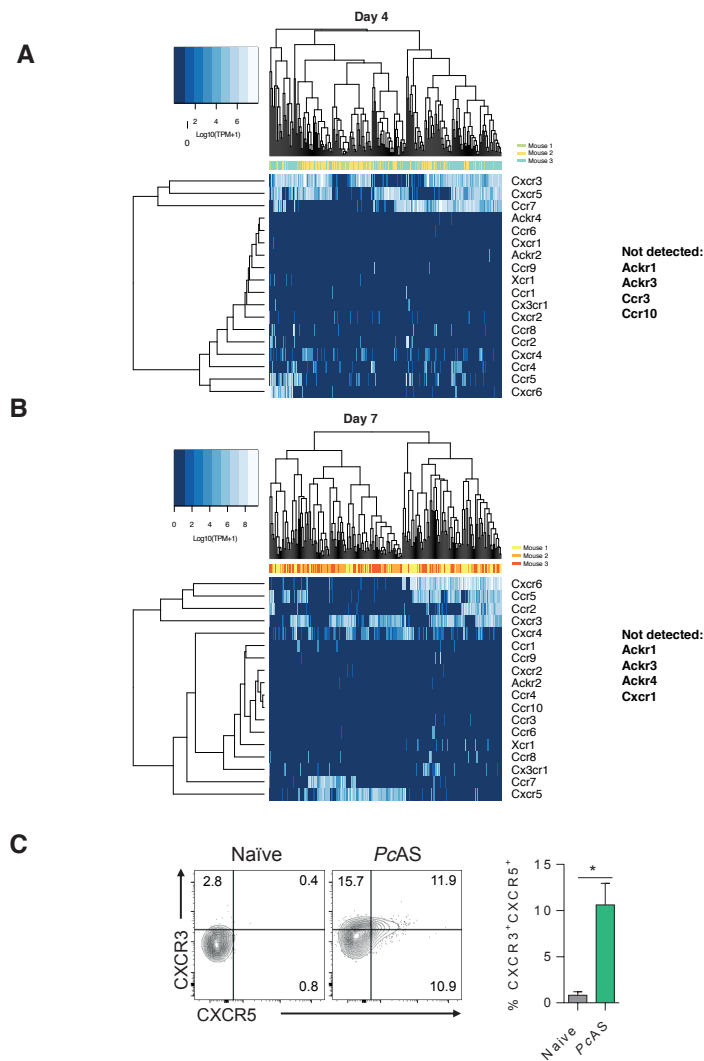 Day 4
A
2 4 6
0
Log10(TPM+1)
Mouse 1
Mouse 2
Mouse 3
Cxcr3
Cxcr5
Ccr7
Ackr4
Ccr6
Cxcr1
Ackr2
Ccr9
Xcr1
Ccr1
Cx3cr1
Cxcr2
Ccr8
Ccr2
Cxcr4
Ccr4
Ccr5
Cxcr6
Not detected:
Ackr1
Ackr3
Ccr3
Ccr10
B
Day 7
0 2 4 6 8
Log10(TPM+1)
Mouse 1
Mouse 2
Mouse 3
Cxcr6
Ccr5
Ccr2
Cxcr3
Cxcr4
Ccr1
Ccr9
Cxcr2
Ackr2
Ccr4
Ccr10
Ccr3
Ccr6
Xcr1
Ccr8
Cx3cr1
Ccr7
Cxcr5
Not detected:
Ackr1
Ackr3
Ackr4
Cxcr1
C
Naïve PcAS
2.8 0.4 15.7 11.9
0.8 10.9
CXCR3
CXCR5
% CXCR3+CXCR5+
15
10
5
0
*
Naive
PcAS